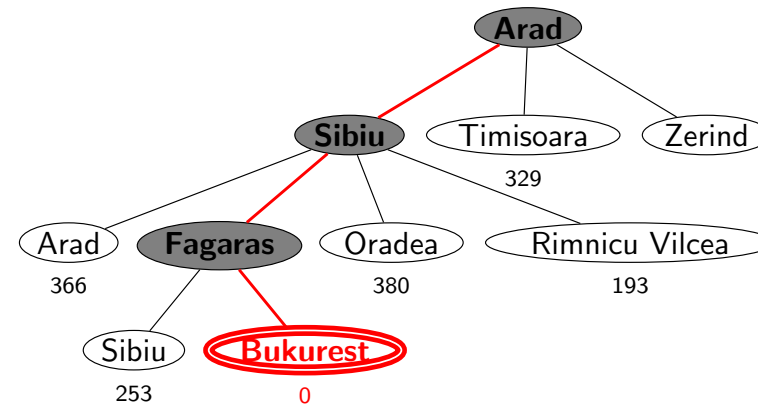 Arad
Sibiu Timisoara Zerind
329
Arad Fagaras Oradea Rimnicu Vilcea
366 380 193
Sibiu Bukurest
253 0